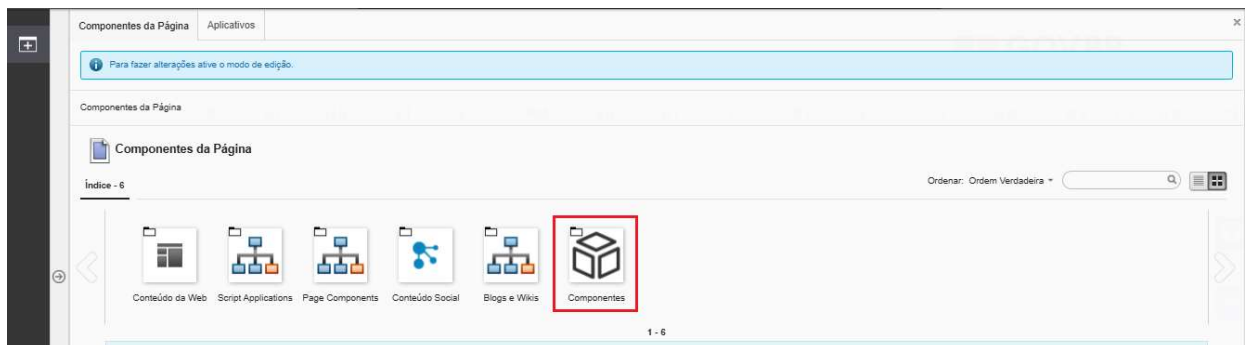 Componentes da Página Aplicativos
Para fazer alterações ative o modo de edição.
Componentes da Página
Componentes da Página
Índice - 6
Ordenar: Ordem Verdadeira
Conteúdo da Web Script Applications Page Components Conteúdo Social Blogs e Wikis Componentes
1 - 6